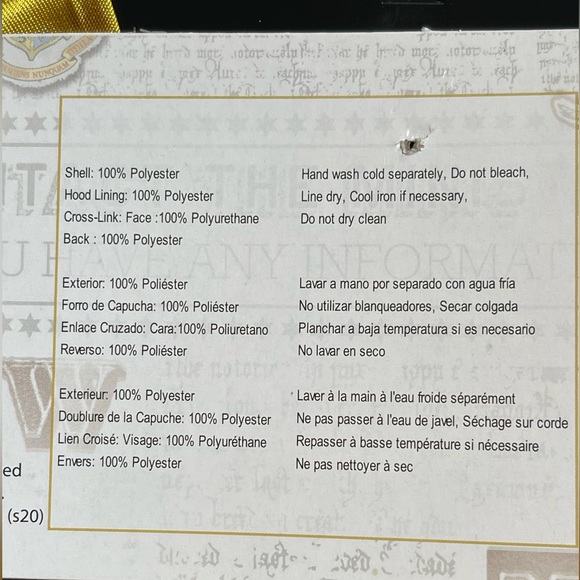 Shell: 100% Polyester
Hood Lining: 100% Polyester
Cross-Link: Face :100% Polyurethane
Back : 100% Polyester
Hand wash cold separately, Do not bleach,
Line dry, Cool iron if necessary,
Do not dry clean
Exterior: 100% Poliéster
Forro de Capucha: 100% Poliéster
Enlace Cruzado: Cara:100% Poliuretano
Reverso: 100% Poliéster
Lavar a mano por separado con agua fría
No utilizar blanqueadores, Secar colgada
Planchar a baja temperatura si es necesario
No lavar en seco
Exterieur: 100% Polyester
Doublure de la Capuche: 100% Polyester
Lien Croisé: Visage: 100% Polyuréthane
Envers: 100% Polyester
Laver à la main à l'eau froide séparément
Ne pas passer à l'eau de javel, Séchage sur corde
Repasser à basse température si nécessaire
Ne pas nettoyer à sec
ed
(s20)
U HAVE ANY INFORMAT
W